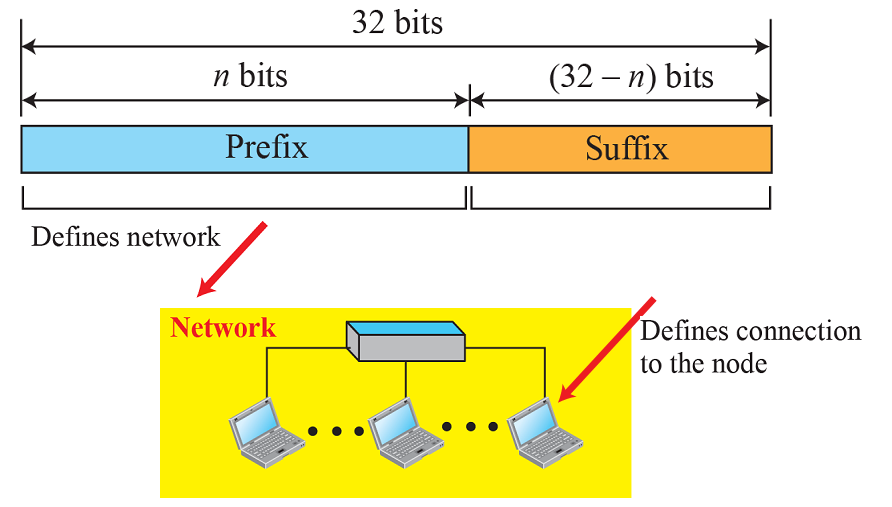 32 bits
n bits
(32 – n) bits
Prefix
Suffix
Defines network
Network
Defines connection
to the node